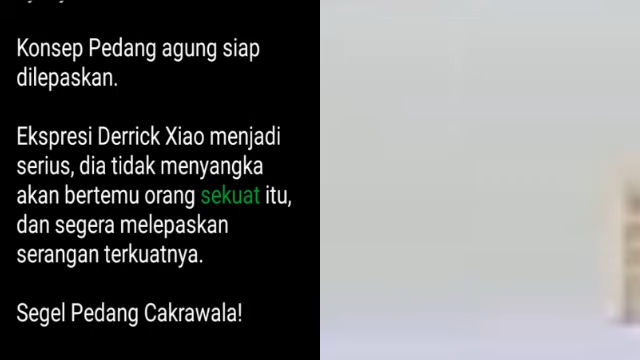 Konsep Pedang agung siap
dilepaskan.
Ekspresi Derrick Xiao menjadi
serius, dia tidak menyangka
akan bertemu orang sekuat itu,
dan segera melepaskan
serangan terkuatnya.
Segel Pedang Cakrawala!